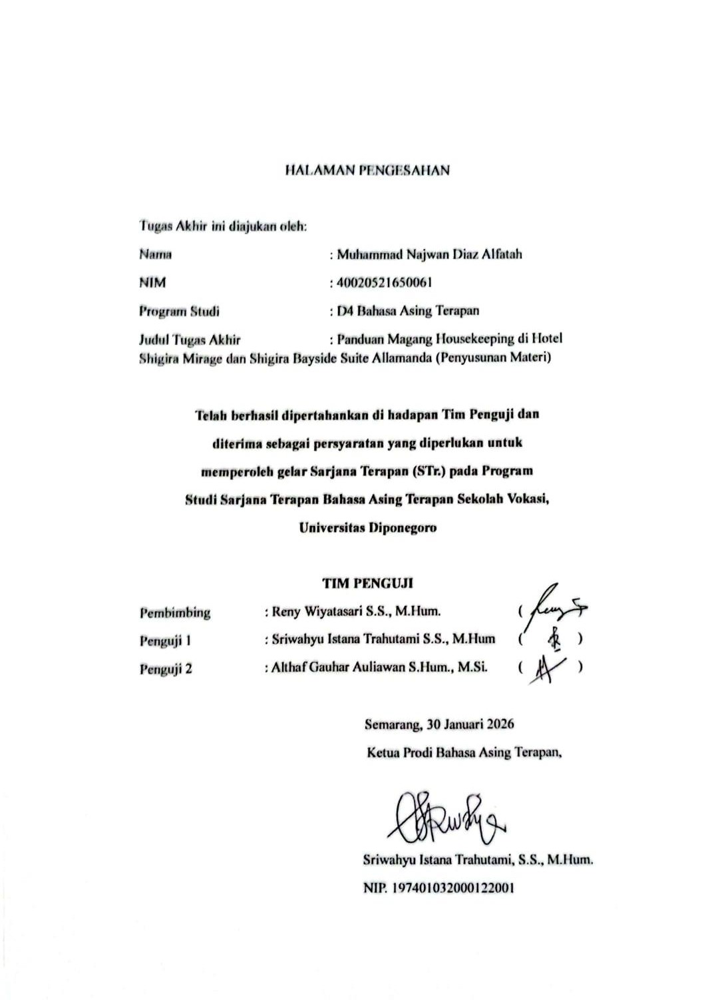 HALAMAN PENGESAHAN
Tugas Akhir ini diajukan oleh:
Nama : Muhammad Najwan Diaz Alfatah
NIM : 40020521650061
Program Studi : D4 Bahasa Asing Terapan
Judul Tugas Akhir : Panduan Magang Housekeeping di Hotel
Shigira Mirage dan Shigira Bayside Suite Allamanda (Penyusunan Materi)
Telah berhasil dipertahankan di hadapan Tim Penguji dan
diterima sebagai persyaratan yang diperlukan untuk
memperoleh gelar Sarjana Terapan (STr.) pada Program
Studi Sarjana Terapan Bahasa Asing Terapan Sekolah Vokasi,
Universitas Diponegoro
TIM PENGUJI
Pembimbing : Reny Wiyatasari S.S., M.Hum. (
Penguji 1 : Sriwahyu Istana Trahutami S.S., M.Hum ( )
Penguji 2 : Althaf Gauhar Auliawan S.Hum., M.Si. ( )
Semarang, 30 Januari 2026
Ketua Prodi Bahasa Asing Terapan,
Sriwahyu Istana Trahutami, S.S., M.Hum.
NIP. 197401032000122001